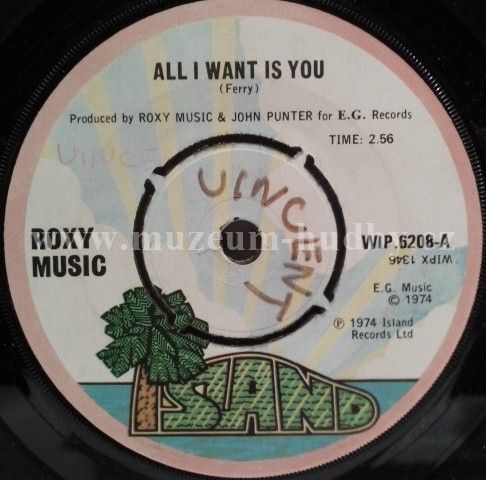 ALL I WANT IS YOU
(Ferry)
Produced by ROXY MUSIC & JOHN PUNTER for E.G. Records
TIME: 2.56
VINCENT
ROXY
MUSIC
www.muzeum-hudby.cz
WIP.6208-A
WIPX 1346
E.G. Music
© 1974
℗ 1974 Island
Records Ltd
ISLAND